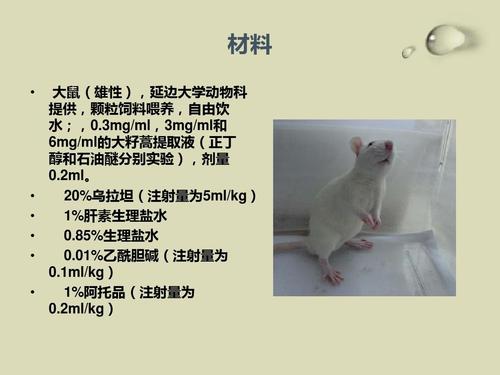 材料
• 大鼠（雄性），延边大学动物科
提供，颗粒饲料喂养，自由饮
水；，0.3mg/ml，3mg/ml和
6mg/ml的大籽蒿提取液（正丁
醇和石油醚分别实验），剂量
0.2ml。
• 20%乌拉坦（注射量为5ml/kg）
• 1%肝素生理盐水
• 0.85%生理盐水
• 0.01%乙酰胆碱（注射量为
0.1ml/kg）
• 1%阿托品（注射量为
0.2ml/kg）